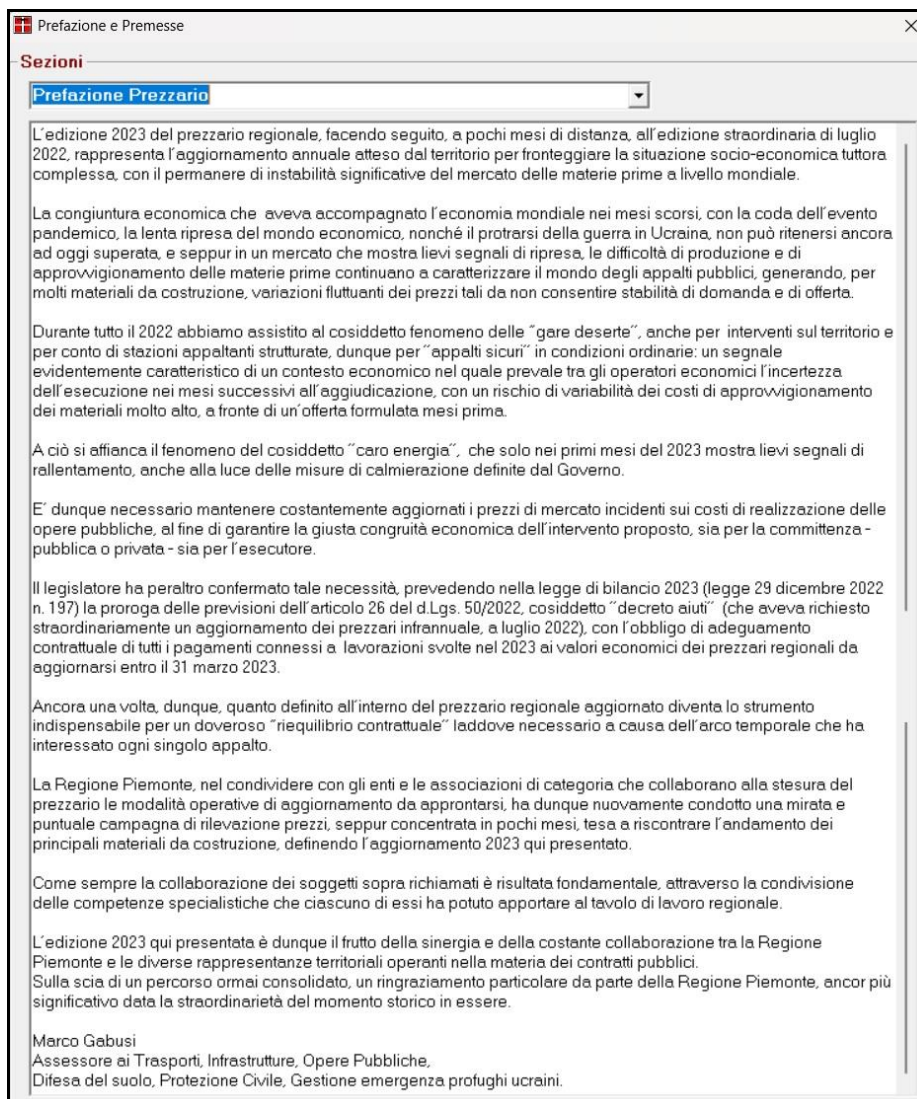 Prefazione e Premesse
Sezioni
Prefazione Prezzario
L'edizione 2023 del prezzario regionale, facendo seguito, a pochi mesi di distanza, all'edizione straordinaria di luglio
2022, rappresenta l'aggiornamento annuale atteso dal territorio per fronteggiare la situazione socio-economica tuttora
complessa, con il permanere di instabilità significative del mercato delle materie prime a livello mondiale.
La congiuntura economica che aveva accompagnato l'economia mondiale nei mesi scorsi, con la coda dell'evento
pandemico, la lenta ripresa del mondo economico, nonché il protrarsi della guerra in Ucraina, non può ritenersi ancora
ad oggi superata, e seppur in un mercato che mostra lievi segnali di ripresa, le difficoltà di produzione e di
approvvigionamento delle materie prime continuano a caratterizzare il mondo degli appalti pubblici, generando, per
molti materiali da costruzione, variazioni fluttuanti dei prezzi tali da non consentire stabilità di domanda e di offerta.
Durante tutto il 2022 abbiamo assistito al cosiddetto fenomeno delle "gare deserte", anche per interventi sul territorio e
per conto di stazioni appaltanti strutturate, dunque per "appalti sicuri" in condizioni ordinarie: un segnale
evidentemente caratteristico di un contesto economico nel quale prevale tra gli operatori economici l'incertezza
dell'esecuzione nei mesi successivi all'aggiudicazione, con un rischio di variabilità dei costi di approvvigionamento
dei materiali molto alto, a fronte di un'offerta formulata mesi prima.
A ciò si affianca il fenomeno del cosiddetto "caro energia", che solo nei primi mesi del 2023 mostra lievi segnali di
rallentamento, anche alla luce delle misure di calmierazione definite dal Governo.
E' dunque necessario mantenere costantemente aggiornati i prezzi di mercato incidenti sui costi di realizzazione delle
opere pubbliche, al fine di garantire la giusta congruità economica dell'intervento proposto, sia per la committenza -
pubblica o privata - sia per l'esecutore.
Il legislatore ha peraltro confermato tale necessità, prevedendo nella legge di bilancio 2023 (legge 29 dicembre 2022
n. 197) la proroga delle previsioni dell'articolo 26 del d.Lgs. 50/2022, cosiddetto "decreto aiuti" (che aveva richiesto
straordinariamente un aggiornamento dei prezzari infrannuale, a luglio 2022), con l'obbligo di adeguamento
contrattuale di tutti i pagamenti connessi a lavorazioni svolte nel 2023 ai valori economici dei prezzari regionali da
aggiornarsi entro il 31 marzo 2023.
Ancora una volta, dunque, quanto definito all'interno del prezzario regionale aggiornato diventa lo strumento
indispensabile per un doveroso "riequilibrio contrattuale" laddove necessario a causa dell'arco temporale che ha
interessato ogni singolo appalto.
La Regione Piemonte, nel condividere con gli enti e le associazioni di categoria che collaborano alla stesura del
prezzario le modalità operative di aggiornamento da approntarsi, ha dunque nuovamente condotto una mirata e
puntuale campagna di rilevazione prezzi, seppur concentrata in pochi mesi, tesa a riscontrare l'andamento dei
principali materiali da costruzione, definendo l'aggiornamento 2023 qui presentato.
Come sempre la collaborazione dei soggetti sopra richiamati è risultata fondamentale, attraverso la condivisione
delle competenze specialistiche che ciascuno di essi ha potuto apportare al tavolo di lavoro regionale.
L'edizione 2023 qui presentata è dunque il frutto della sinergia e della costante collaborazione tra la Regione
Piemonte e le diverse rappresentanze territoriali operanti nella materia dei contratti pubblici.
Sulla scia di un percorso ormai consolidato, un ringraziamento particolare da parte della Regione Piemonte, ancor più
significativo data la straordinarietà del momento storico in essere.
Marco Gabusi
Assessore ai Trasporti, Infrastrutture, Opere Pubbliche,
Difesa del suolo, Protezione Civile, Gestione emergenza profughi ucraini.